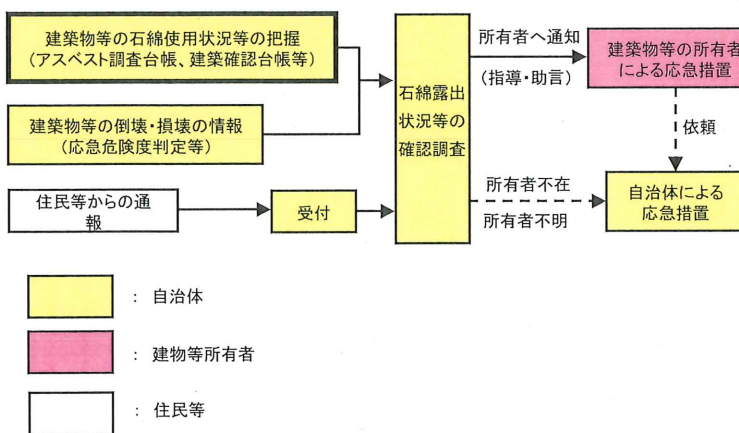 建築物等の石綿使用状況等の把握
（アスベスト調査台帳、建築確認台帳等）
建築物等の倒壊・損壊の情報
（応急危険度判定等）
住民等からの通
報
受付
石綿露出
状況等の
確認調査
所有者へ通知
（指導・助言）
建築物等の所有者
による応急措置
依頼
所有者不在
所有者不明
自治体による
応急措置
： 自治体
： 建物等所有者
： 住民等